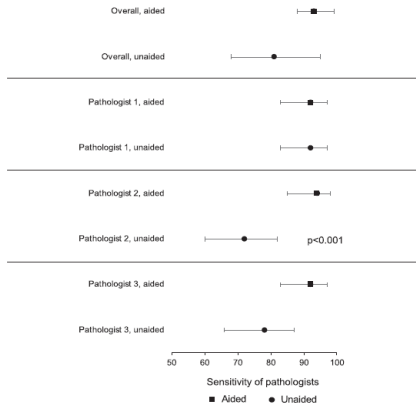 Overall, aided
Overall, unaided
Pathologist 1, aided
Pathologist 1, unaided
Pathologist 2, aided
Pathologist 2, unaided
p<0.001
Pathologist 3, aided
Pathologist 3, unaided
50 60 70 80 90 100
Sensitivity of pathologists
Aided Unaided